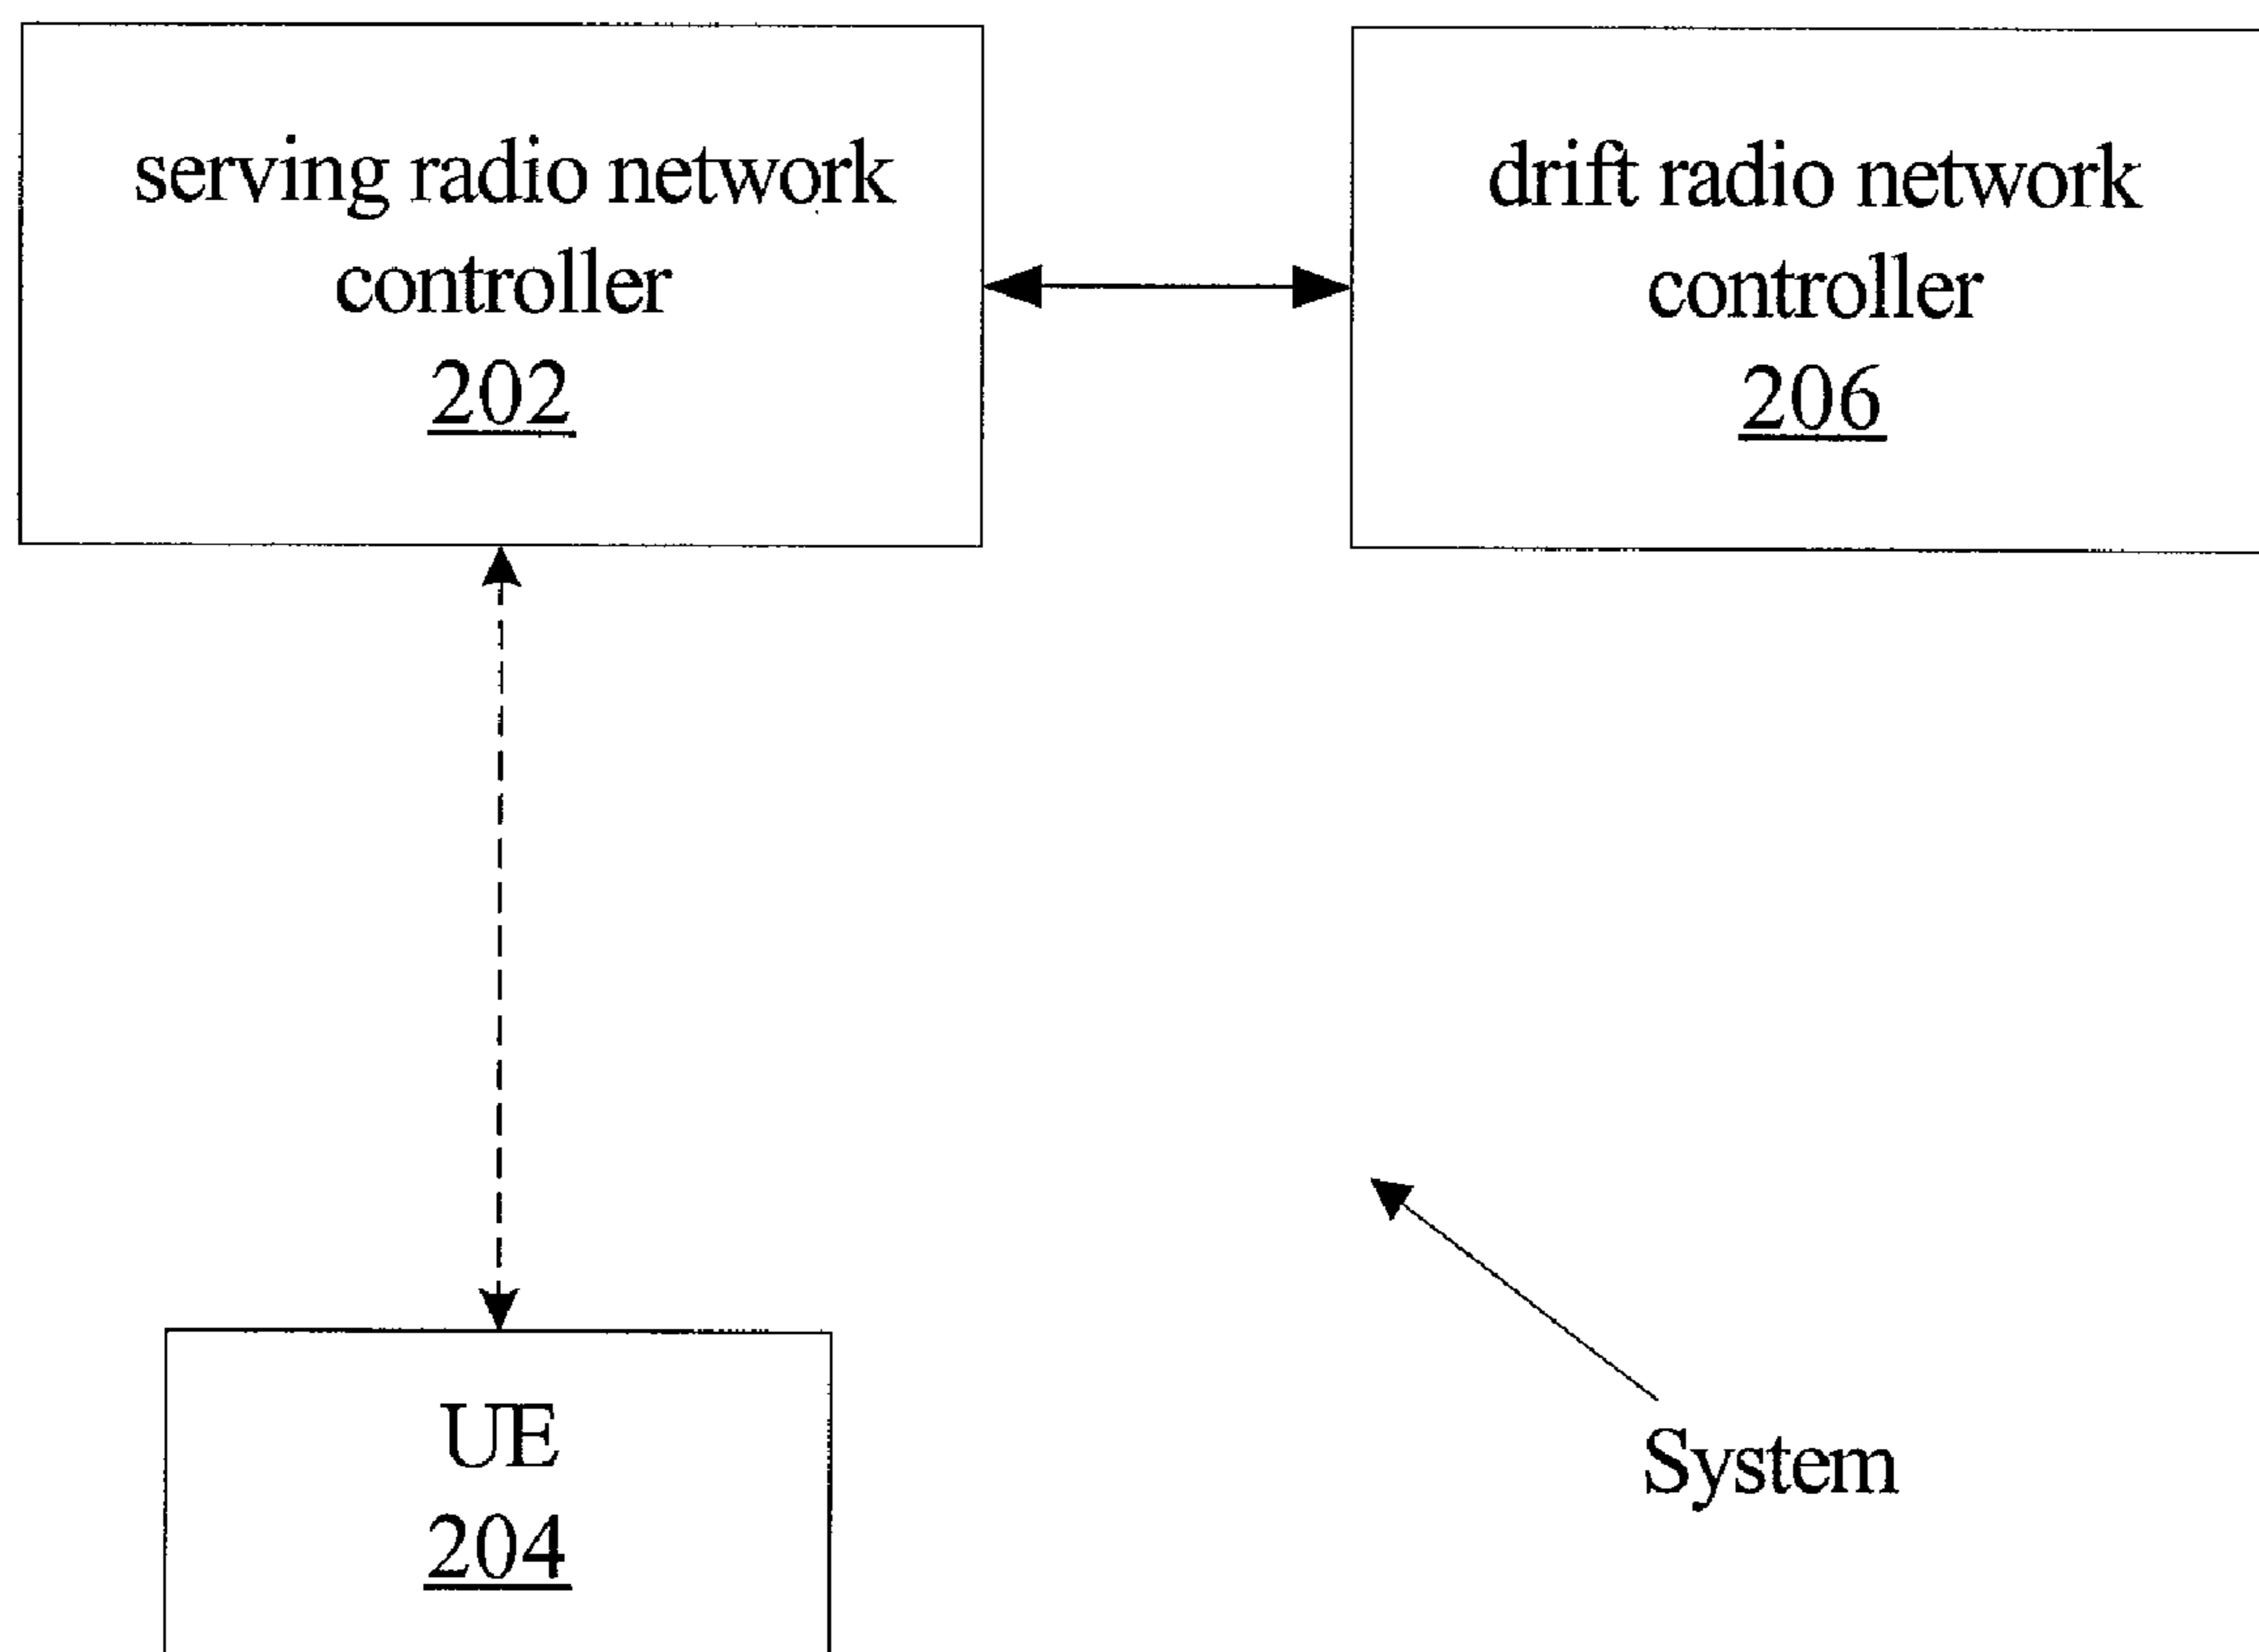 serving radio network
controller
202
drift radio network
controller
206
UE
204
System